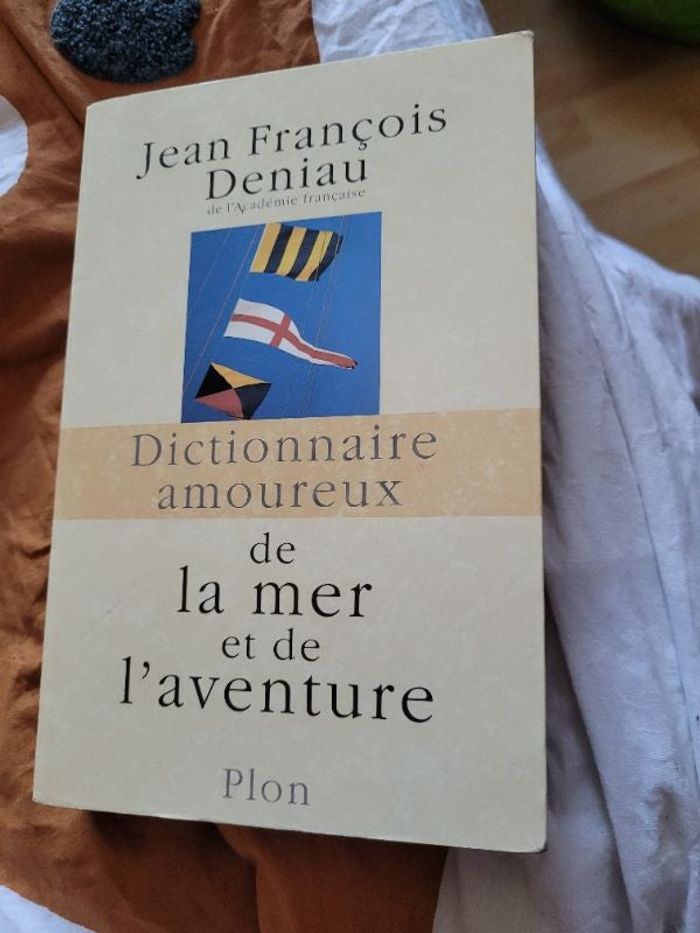 Jean François
Deniau
de l'Académie française
Dictionnaire
amoureux
de
la mer
et de
l'aventure
Plon